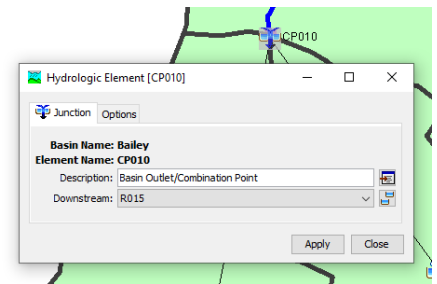 CP010
Hydrologic Element [CP010]
Junction Options
Basin Name: Bailey
Element Name: CP010
Description: Basin Outlet/Combination Point
Downstream: R015
Apply Close